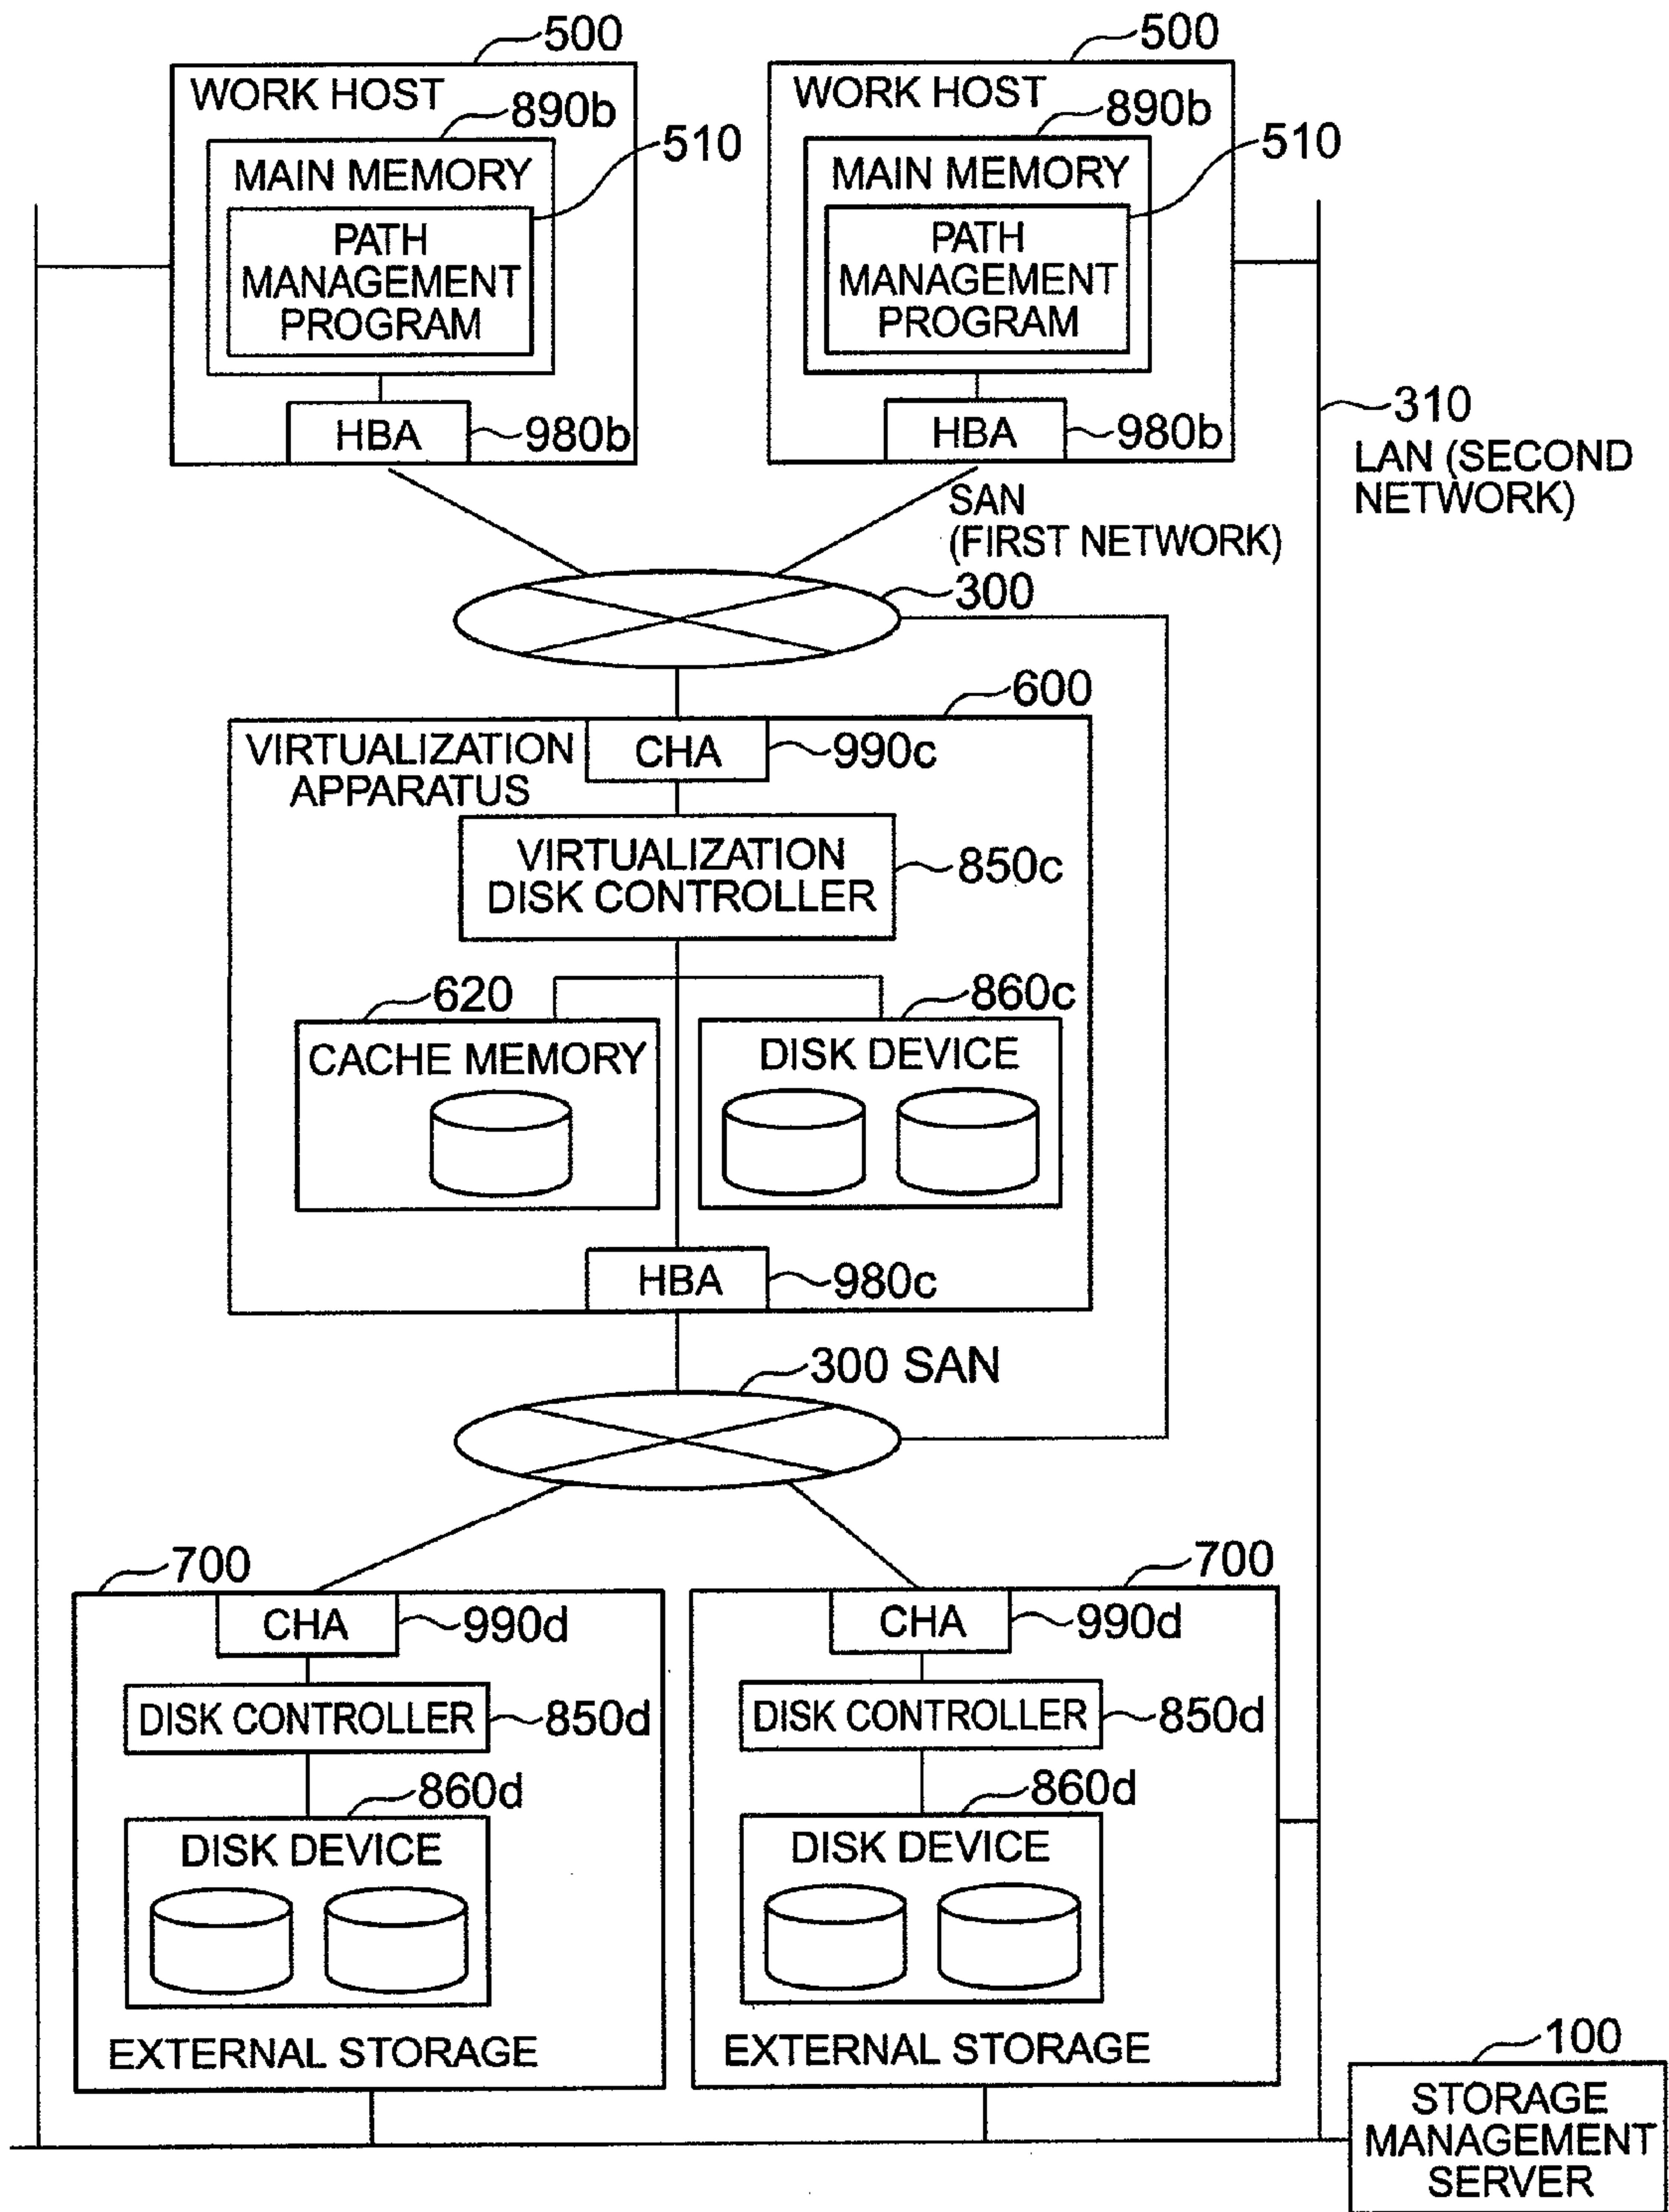 500
500
WORK HOST
WORK HOST
890b
890b
510
510
MAIN MEMORY
MAIN MEMORY
PATH
MANAGEMENT
PROGRAM
PATH
MANAGEMENT
PROGRAM
HBA
980b
HBA
980b
310
LAN (SECOND
NETWORK)
SAN
(FIRST NETWORK)
300
600
VIRTUALIZATION
APPARATUS
CHA
990c
VIRTUALIZATION
DISK CONTROLLER
850c
620
860c
CACHE MEMORY
DISK DEVICE
HBA
980c
300 SAN
700
700
CHA
990d
CHA
990d
DISK CONTROLLER
850d
DISK CONTROLLER
850d
860d
860d
DISK DEVICE
DISK DEVICE
EXTERNAL STORAGE
EXTERNAL STORAGE
100
STORAGE
MANAGEMENT
SERVER